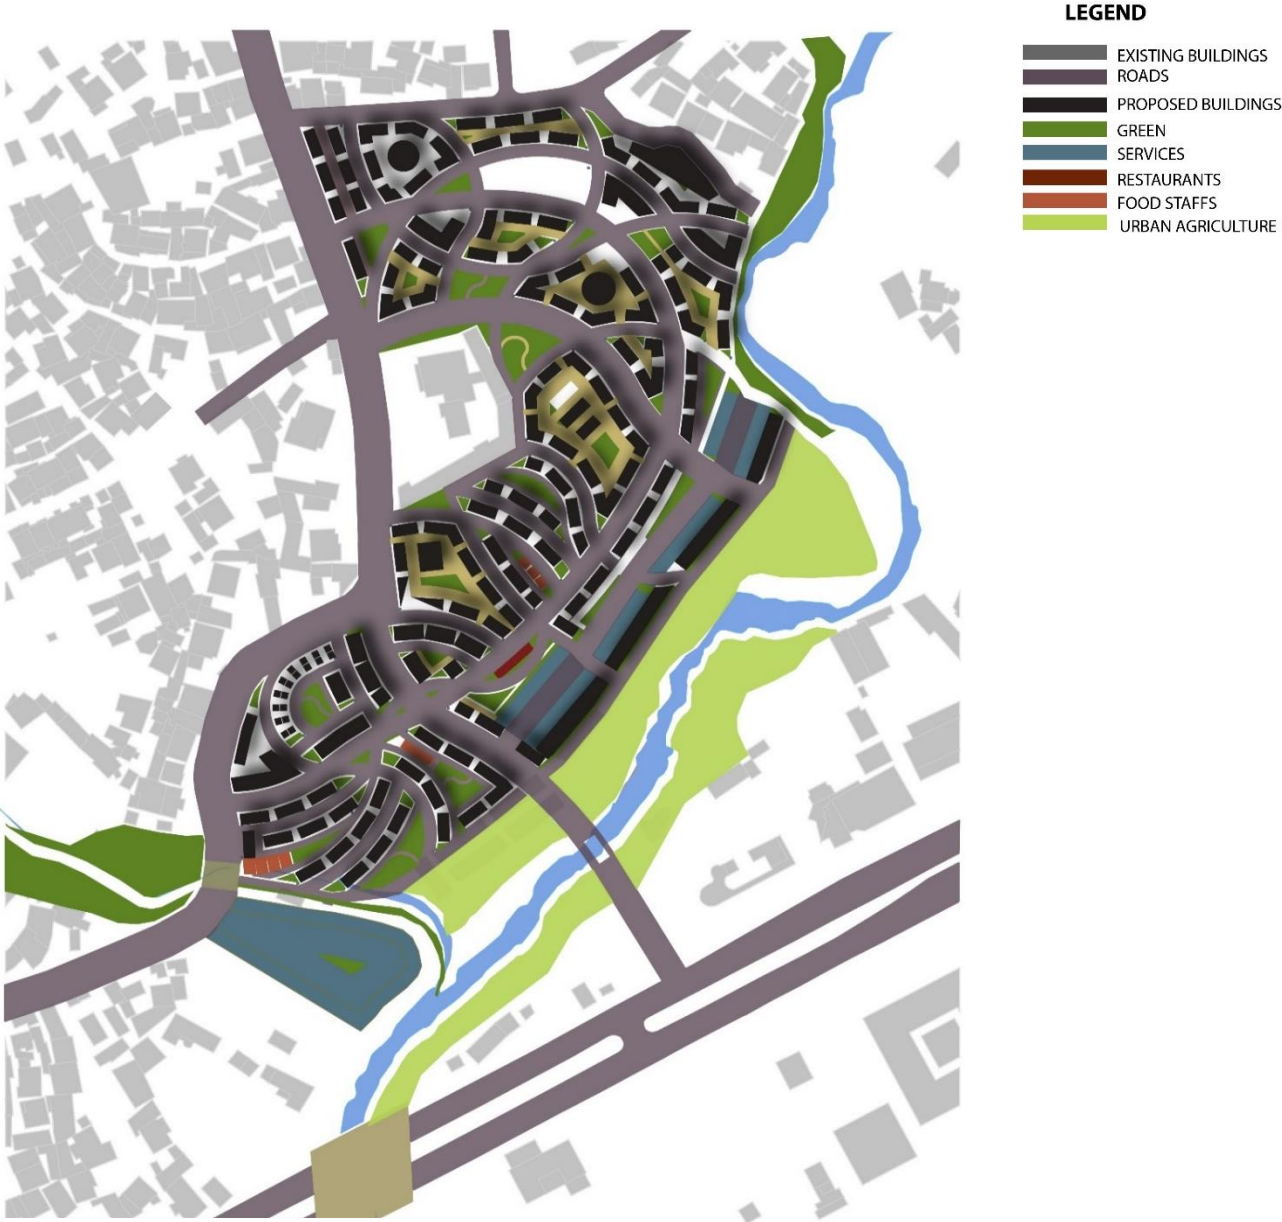 LEGEND
EXISTING BUILDINGS
ROADS
PROPOSED BUILDINGS
GREEN
SERVICES
RESTAURANTS
FOOD STAFFS
URBAN AGRICULTURE